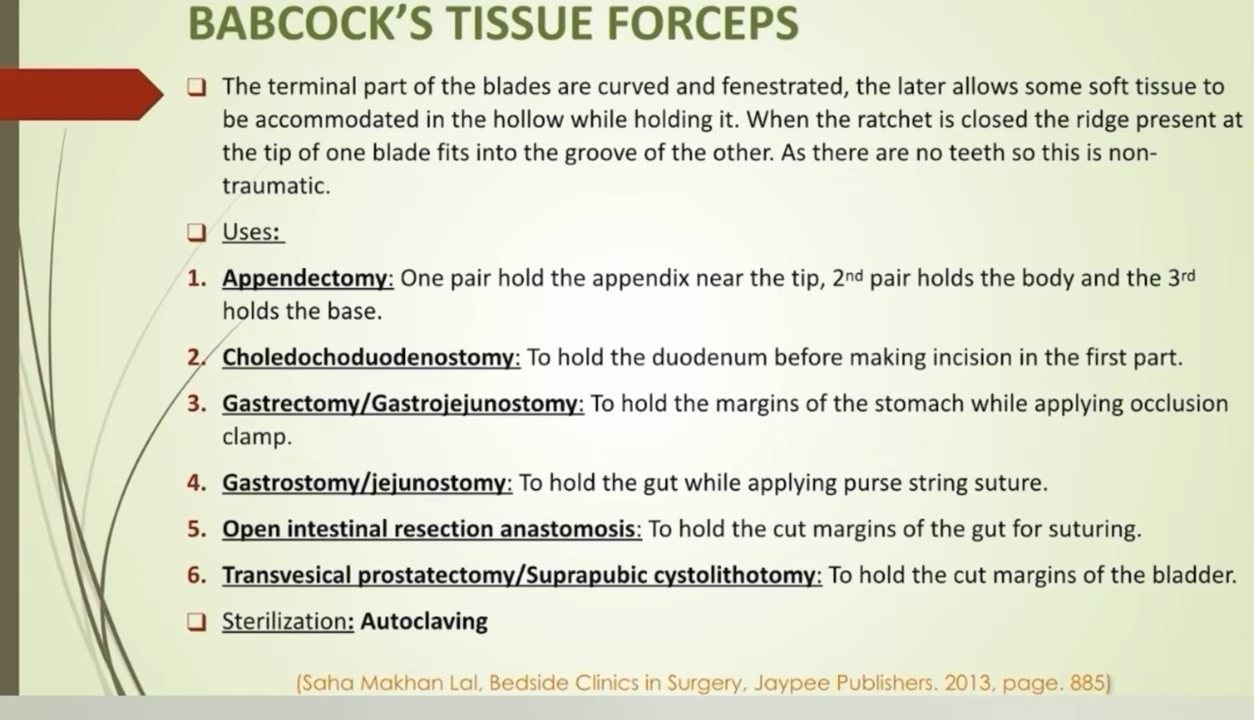 BABCOCK’S TISSUE FORCEPS
❑ The terminal part of the blades are curved and fenestrated, the later allows some soft tissue to
be accommodated in the hollow while holding it. When the ratchet is closed the ridge present at
the tip of one blade fits into the groove of the other. As there are no teeth so this is non-
traumatic.
❑ Uses:
1. Appendectomy: One pair hold the appendix near the tip, 2nd pair holds the body and the 3rd
holds the base.
2. Choledochoduodenostomy: To hold the duodenum before making incision in the first part.
3. Gastrectomy/Gastrojejunostomy: To hold the margins of the stomach while applying occlusion
clamp.
4. Gastrostomy/jejunostomy: To hold the gut while applying purse string suture.
5. Open intestinal resection anastomosis: To hold the cut margins of the gut for suturing.
6. Transvesical prostatectomy/Suprapubic cystolithotomy: To hold the cut margins of the bladder.
❑ Sterilization: Autoclaving
(Saha Makhan Lal, Bedside Clinics in Surgery, Jaypee Publishers. 2013, page. 885)